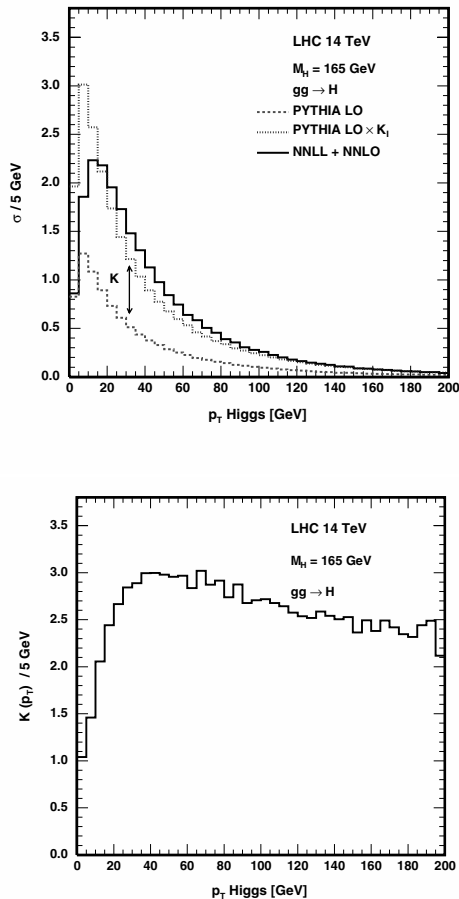 LHC 14 TeV
M_H = 165 GeV
gg → H
PYTHIA LO
PYTHIA LO × K_I
NNLL + NNLO
K
σ / 5 GeV
3.5
3.0
2.5
2.0
1.5
1.0
0.5
0.0
0 20 40 60 80 100 120 140 160 180 200
p_T Higgs [GeV]
LHC 14 TeV
M_H = 165 GeV
gg → H
K (p_T) / 5 GeV
3.5
3.0
2.5
2.0
1.5
1.0
0.5
0.0
0 20 40 60 80 100 120 140 160 180 200
p_T Higgs [GeV]